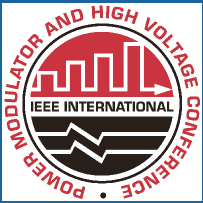 POWER MODULATOR AND HIGH VOLTAGE CONFERENCE •
IEEE INTERNATIONAL